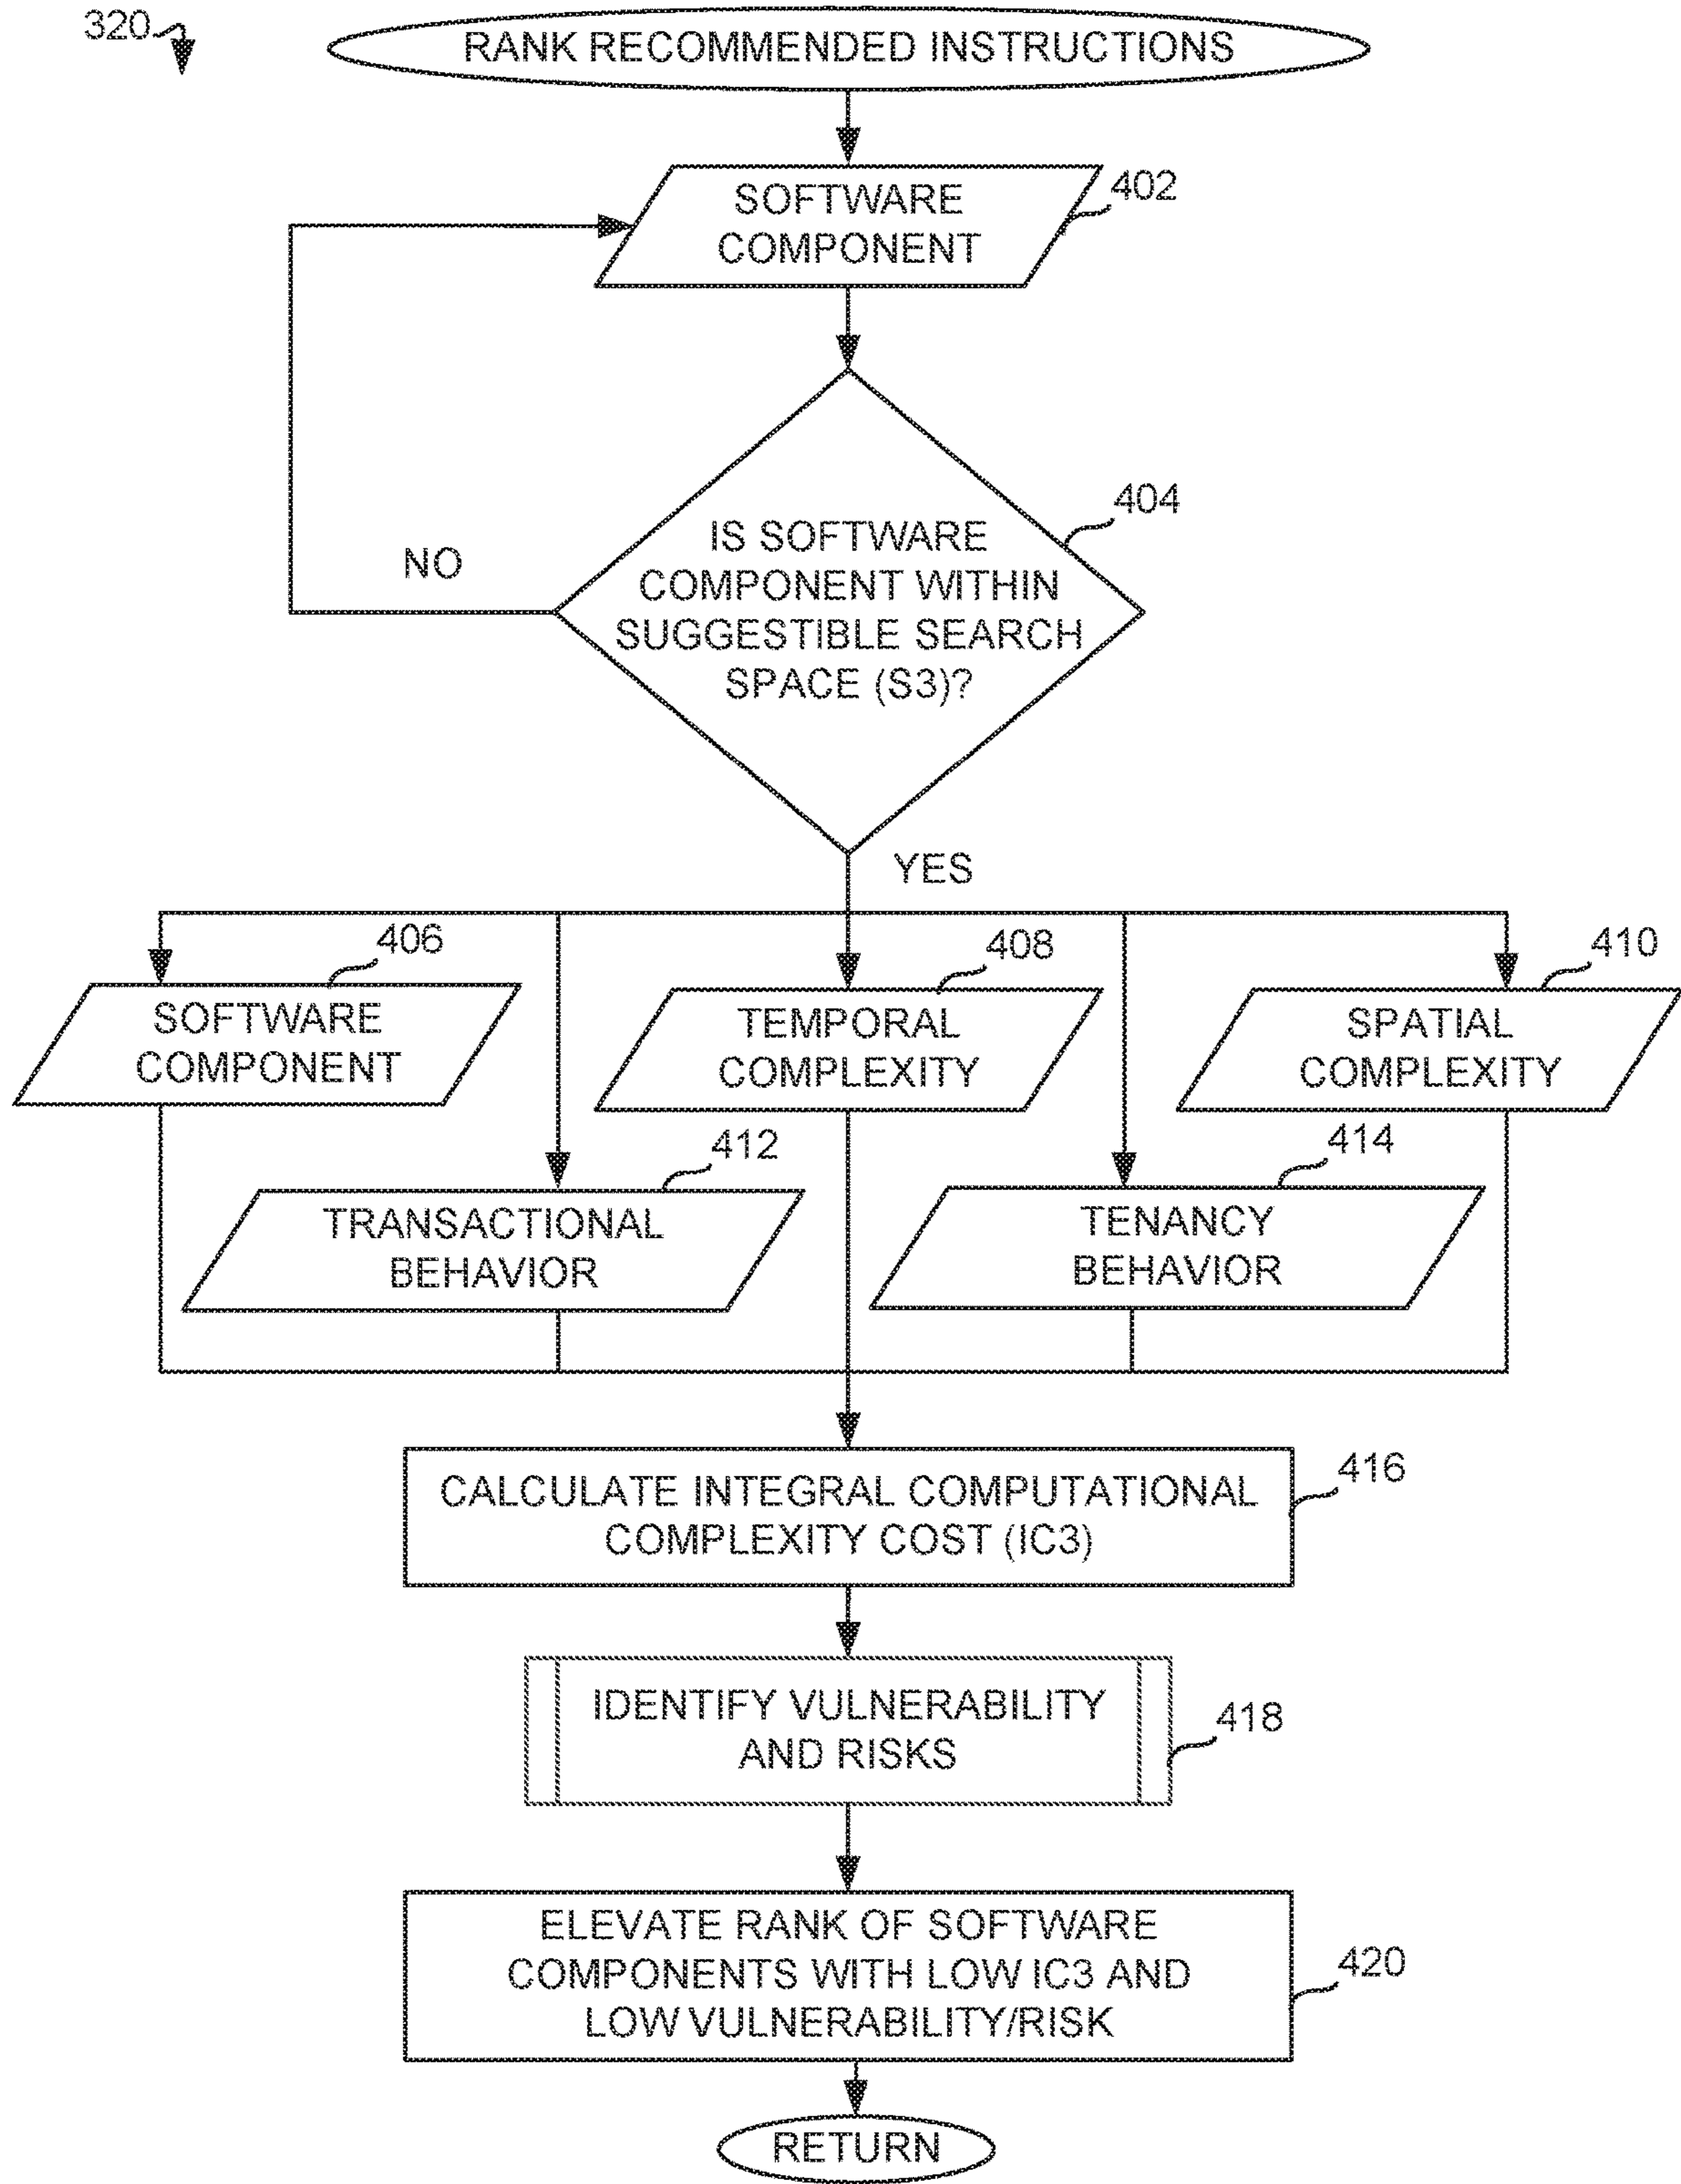 320
RANK RECOMMENDED INSTRUCTIONS
SOFTWARE
COMPONENT
402
IS SOFTWARE
COMPONENT WITHIN
SUGGESTIBLE SEARCH
SPACE (S3)?
404
NO
YES
406
SOFTWARE
COMPONENT
408
TEMPORAL
COMPLEXITY
410
SPATIAL
COMPLEXITY
412
TRANSACTIONAL
BEHAVIOR
414
TENANCY
BEHAVIOR
CALCULATE INTEGRAL COMPUTATIONAL
COMPLEXITY COST (IC3)
416
IDENTIFY VULNERABILITY
AND RISKS
418
ELEVATE RANK OF SOFTWARE
COMPONENTS WITH LOW IC3 AND
LOW VULNERABILITY/RISK
420
RETURN